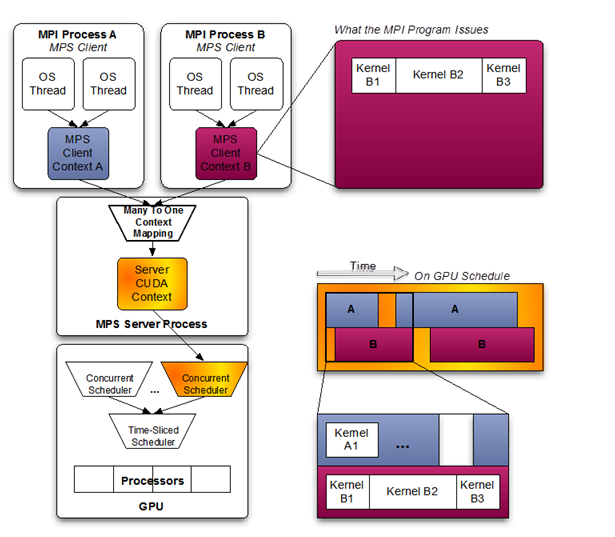 MPI Process A
MPS Client
OS
Thread
OS
Thread
MPS
Client
Context A
MPI Process B
MPS Client
OS
Thread
OS
Thread
MPS
Client
Context B
What the MPI Program Issues
Kernel
B1
Kernel B2
Kernel
B3
Many To One
Context
Mapping
Server
CUDA
Context
MPS Server Process
Concurrent
Scheduler
...
Concurrent
Scheduler
Time-Sliced
Scheduler
Processors
GPU
Time
On GPU Schedule
A
A
B
B
Kernel
A1
...
Kernel
B1
Kernel B2
Kernel
B3